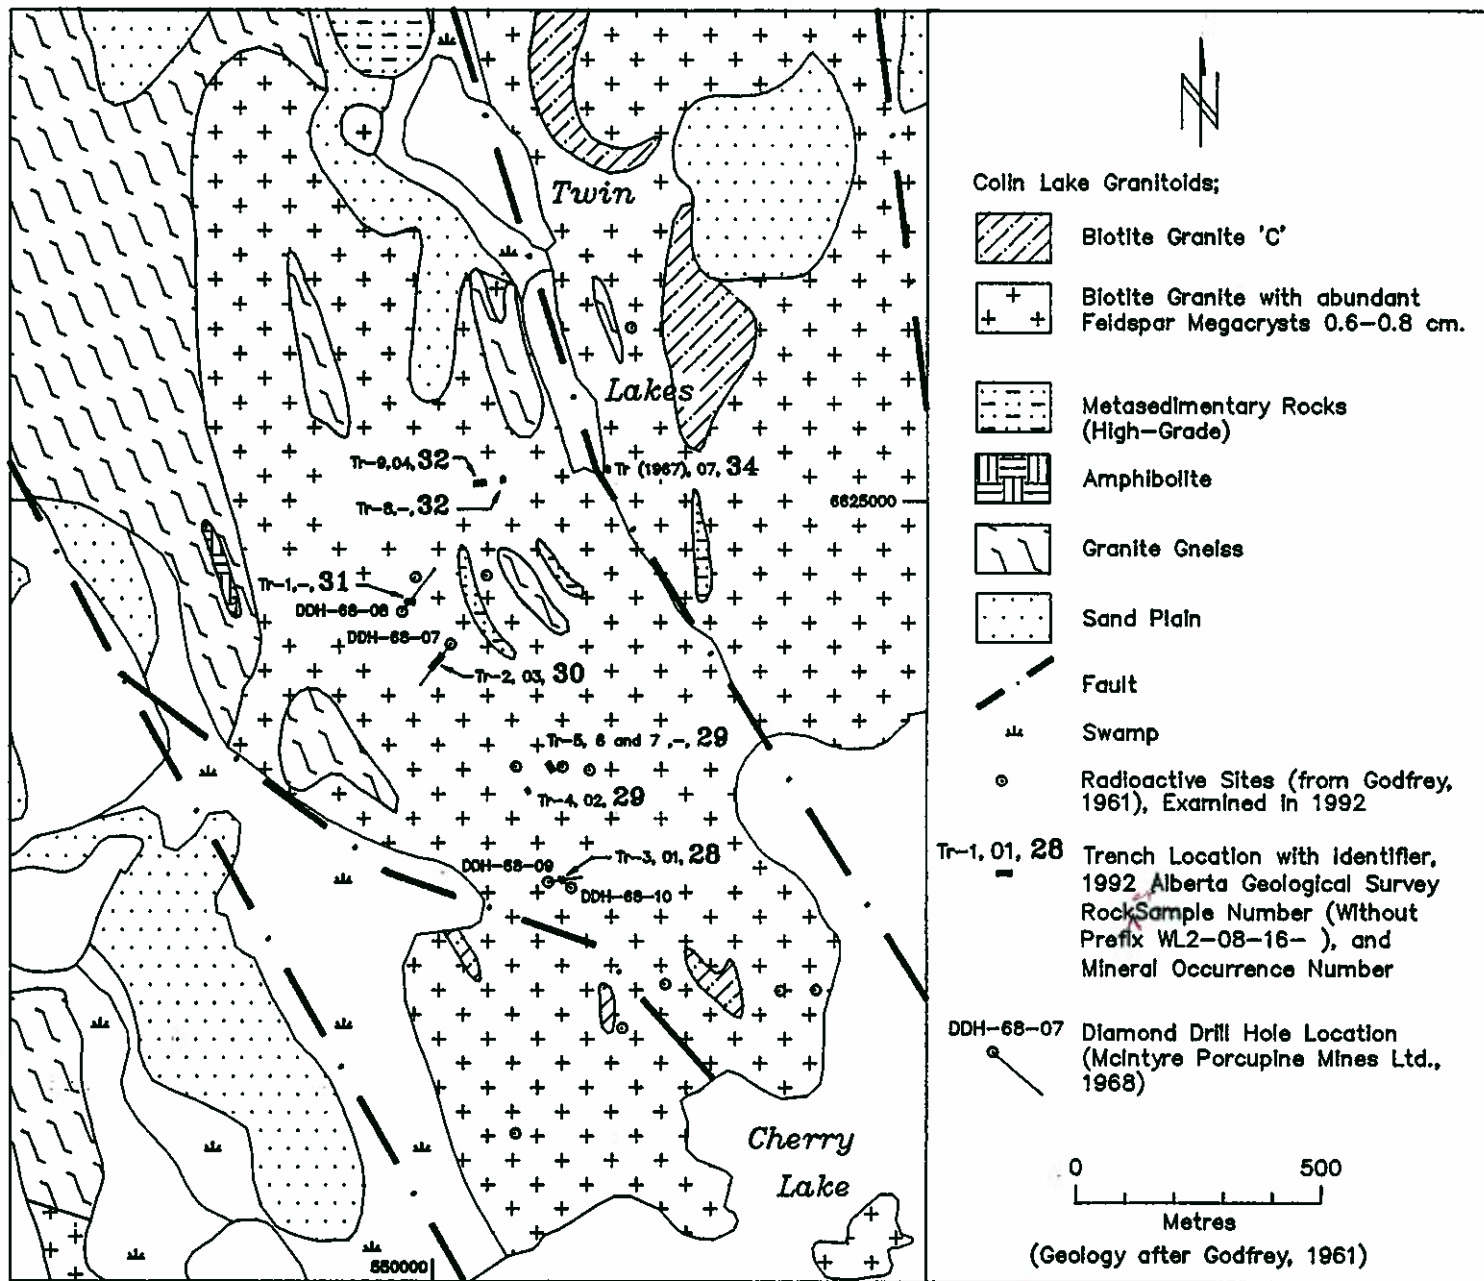 Twin
Lakes
Tr-9,04, 32
Tr-8,-, 32
Tr (1967), 07, 34
6625000
Tr-1,-, 31
DDH-68-08
DDH-68-07
Tr-2, 03, 30
Tr-5, 6 and 7 ,-, 29
Tr-4, 02, 29
DDH-68-09
Tr-3, 01, 28
DDH-68-10
Cherry
Lake
550000
N
Colin Lake Granitoids;
Biotite Granite 'C'
Biotite Granite with abundant
Feldspar Megacrysts 0.6-0.8 cm.
Metasedimentary Rocks
(High-Grade)
Amphibolite
Granite Gneiss
Sand Plain
Fault
Swamp
Radioactive Sites (from Godfrey,
1961), Examined in 1992
Tr-1, 01, 28
Trench Location with identifier,
1992 Alberta Geological Survey
RockSample Number (Without
Prefix WL2-08-16- ), and
Mineral Occurrence Number
DDH-68-07
Diamond Drill Hole Location
(McIntyre Porcupine Mines Ltd.,
1968)
0 500
Metres
(Geology after Godfrey, 1961)